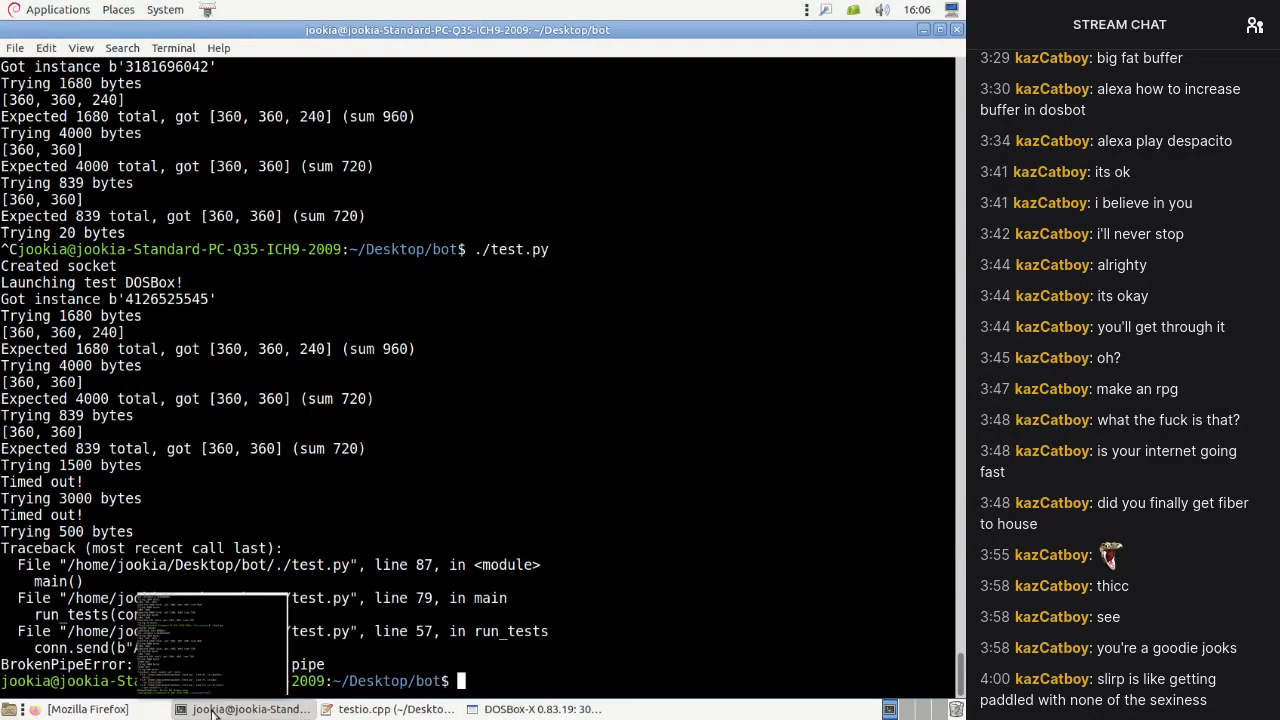 Applications Places System 16:06
jookia@jookia-Standard-PC-Q35-ICH9-2009: ~/Desktop/bot
File Edit View Search Terminal Help
Got instance b'3181696042'
Trying 1680 bytes
[360, 360, 240]
Expected 1680 total, got [360, 360, 240] (sum 960)
Trying 4000 bytes
[360, 360]
Expected 4000 total, got [360, 360] (sum 720)
Trying 839 bytes
[360, 360]
Expected 839 total, got [360, 360] (sum 720)
Trying 20 bytes
^Cjookia@jookia-Standard-PC-Q35-ICH9-2009:~/Desktop/bot$ ./test.py
Created socket
Launching test DOSBox!
Got instance b'4126525545'
Trying 1680 bytes
[360, 360, 240]
Expected 1680 total, got [360, 360, 240] (sum 960)
Trying 4000 bytes
[360, 360]
Expected 4000 total, got [360, 360] (sum 720)
Trying 839 bytes
[360, 360]
Expected 839 total, got [360, 360] (sum 720)
Trying 1500 bytes
Timed out!
Trying 3000 bytes
Timed out!
Trying 500 bytes
Traceback (most recent call last):
File "/home/jookia/Desktop/bot/./test.py", line 87, in <module>
main()
File "/home/joo /test.py", line 79, in main
run_tests(co
File "/home/joo /test.py", line 57, in run_tests
conn.send(b"
BrokenPipeError: pipe
jookia@jookia-St 2009:~/Desktop/bot$
[Mozilla Firefox] jookia@jookia-Stand... testio.cpp (~/Deskto... DOSBox-X 0.83.19: 30...
STREAM CHAT
3:29 kazCatboy: big fat buffer
3:30 kazCatboy: alexa how to increase
buffer in dosbot
3:34 kazCatboy: alexa play despacito
3:41 kazCatboy: its ok
3:41 kazCatboy: i believe in you
3:42 kazCatboy: i'll never stop
3:44 kazCatboy: alrighty
3:44 kazCatboy: its okay
3:44 kazCatboy: you'll get through it
3:45 kazCatboy: oh?
3:47 kazCatboy: make an rpg
3:48 kazCatboy: what the fuck is that?
3:48 kazCatboy: is your internet going
fast
3:48 kazCatboy: did you finally get fiber
to house
3:55 kazCatboy:
3:58 kazCatboy: thicc
3:58 kazCatboy: see
3:58 kazCatboy: you're a goodie jooks
4:00 kazCatboy: slirp is like getting
paddled with none of the sexiness